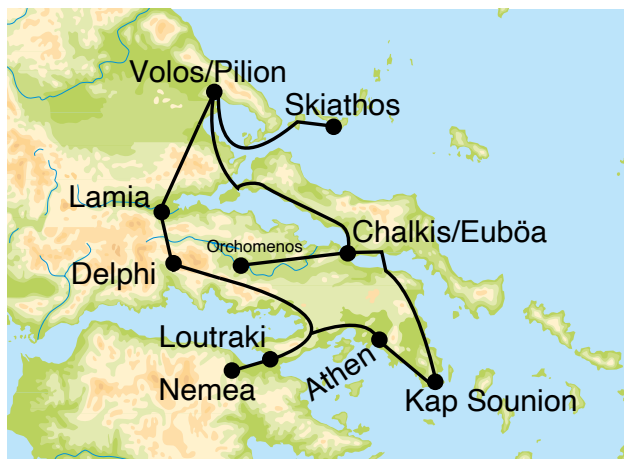 Volos/Pilion
Skiathos
Lamia
Orchomenos
Chalkis/Euböa
Delphi
Loutraki
Athen
Nemea
Kap Sounion